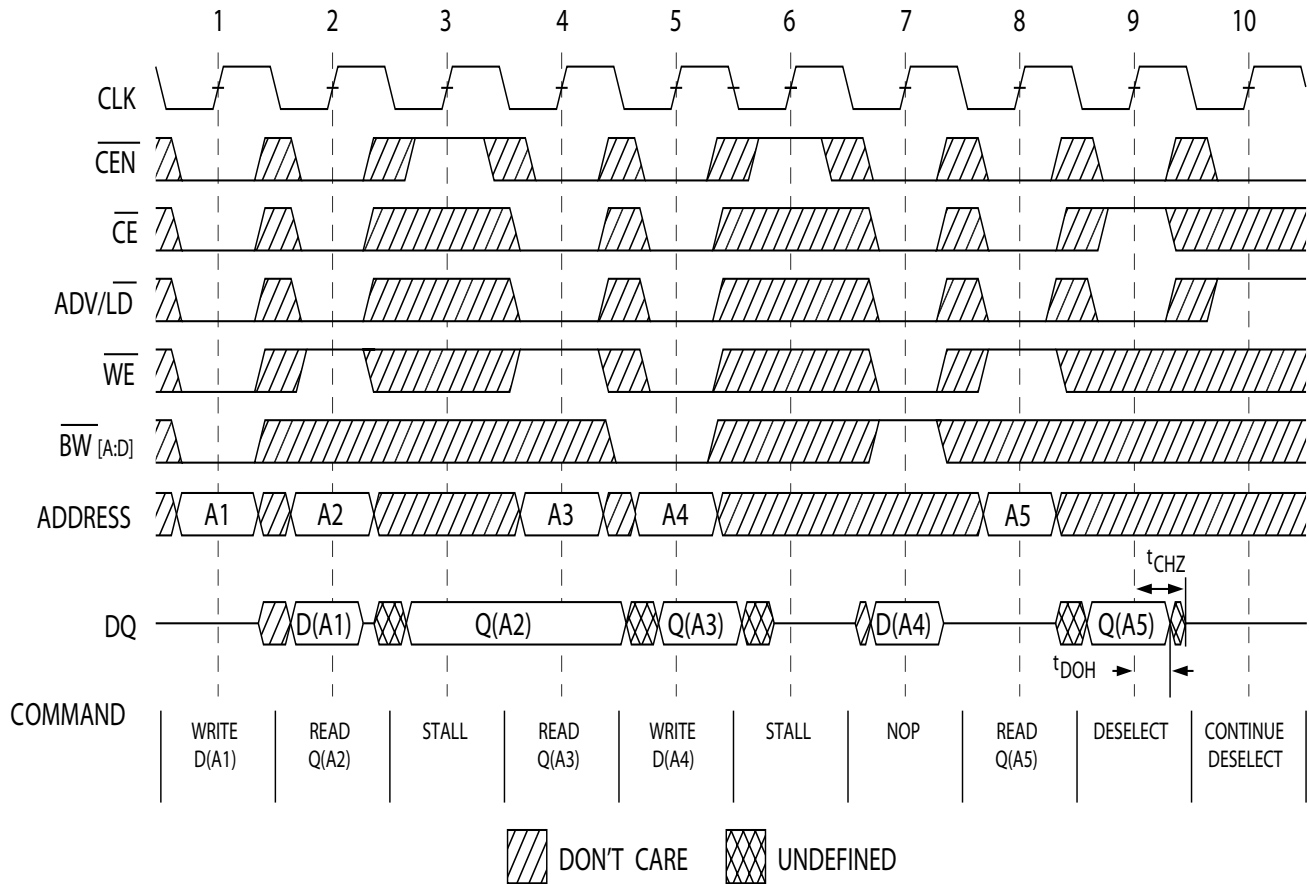 1 2 3 4 5 6 7 8 9 10
CLK
CEN
CE
ADV/LD
WE
BW [A:D]
ADDRESS A1 A2 A3 A4 A5
tCHZ
DQ D(A1) Q(A2) Q(A3) D(A4) Q(A5)
tDOH
COMMAND
WRITE READ STALL READ WRITE STALL NOP READ DESELECT CONTINUE
D(A1) Q(A2) Q(A3) D(A4) Q(A5) DESELECT
DON'T CARE UNDEFINED